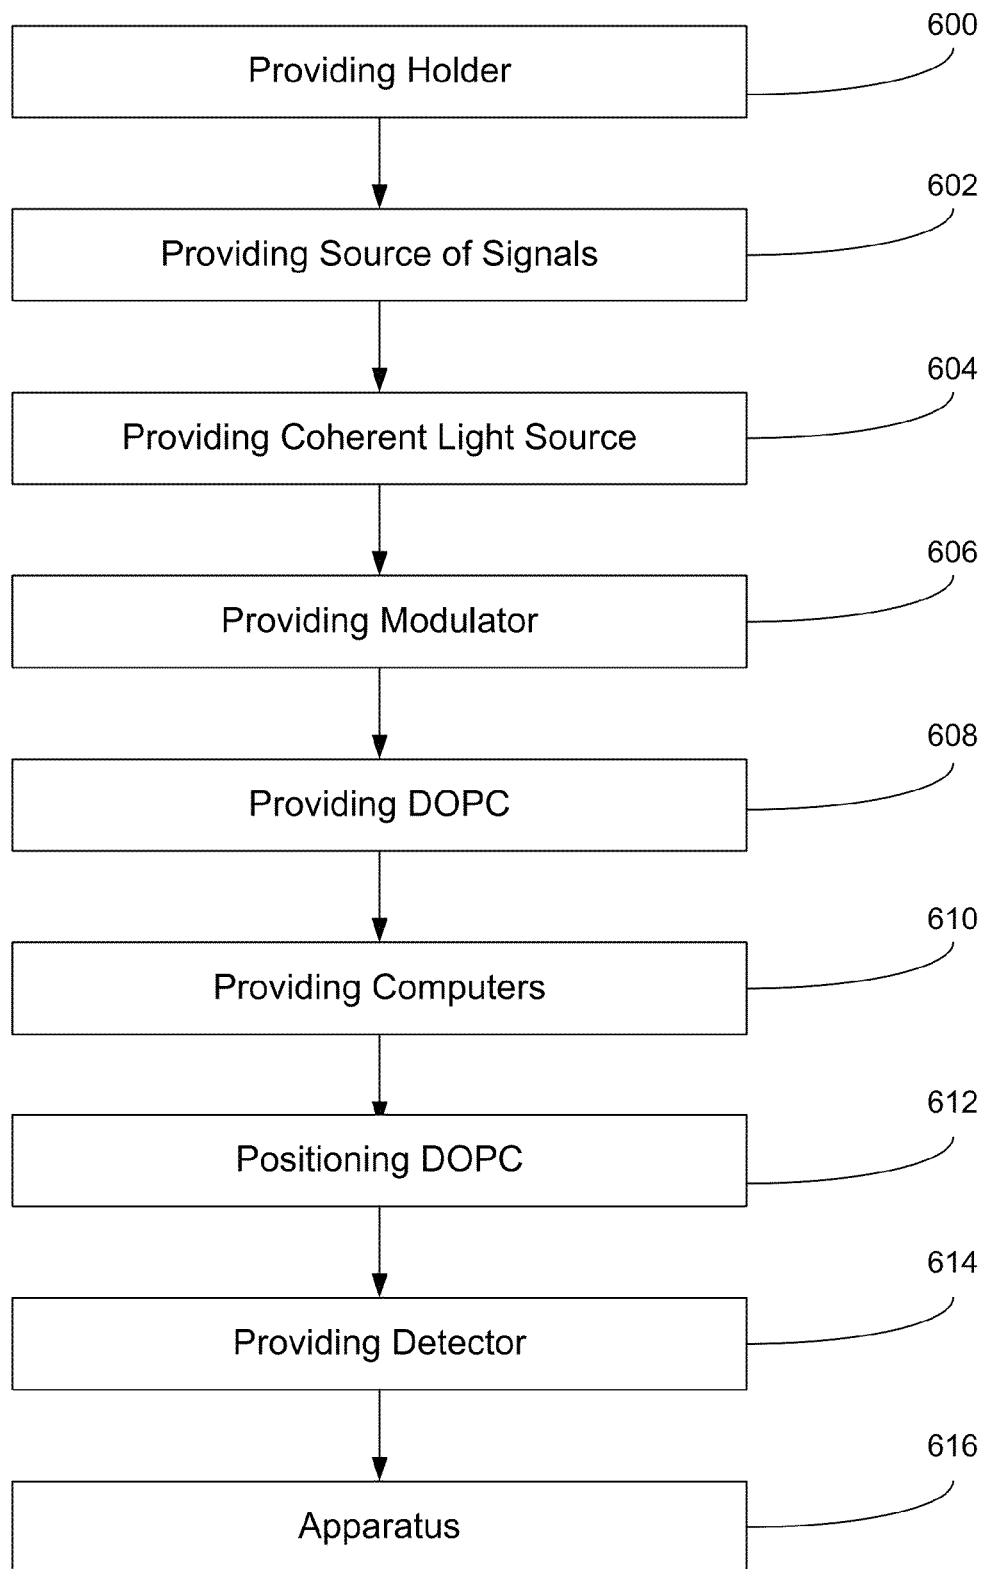 600
Providing Holder
602
Providing Source of Signals
604
Providing Coherent Light Source
606
Providing Modulator
608
Providing DOPC
610
Providing Computers
612
Positioning DOPC
614
Providing Detector
616
Apparatus